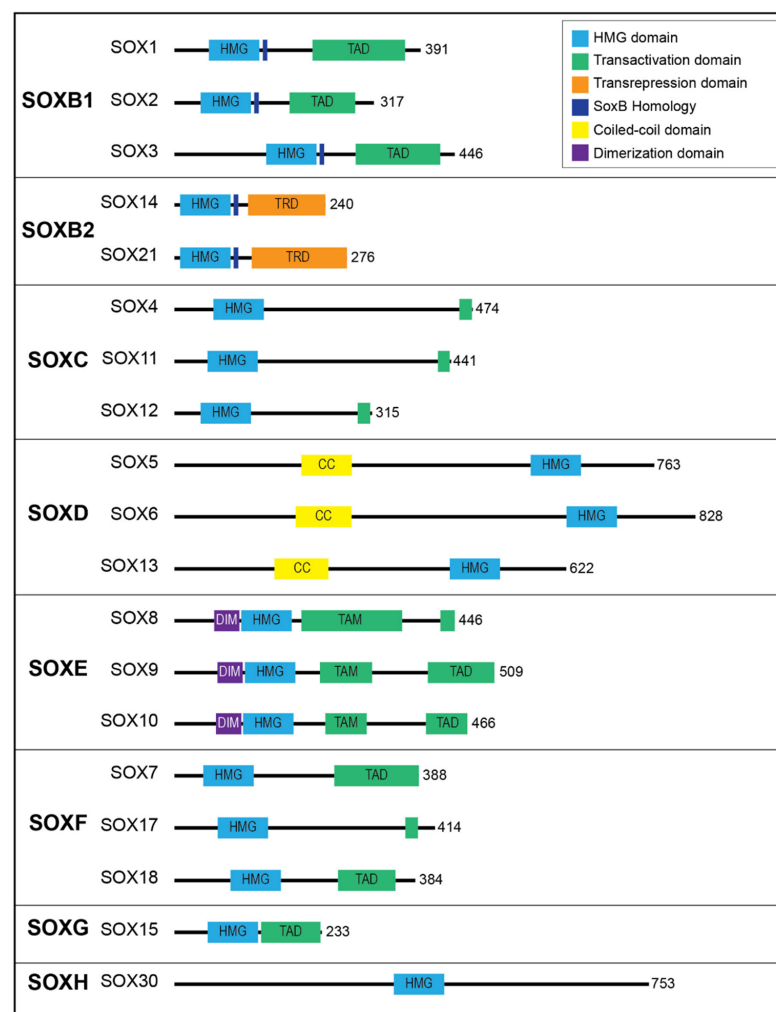 HMG domain
Transactivation domain
Transrepression domain
SoxB Homology
Coiled-coil domain
Dimerization domain
SOXB1
SOX1 HMG TAD 391
SOX2 HMG TAD 317
SOX3 HMG TAD 446
SOXB2
SOX14 HMG TRD 240
SOX21 HMG TRD 276
SOXC
SOX4 HMG 474
SOX11 HMG 441
SOX12 HMG 315
SOXD
SOX5 CC HMG 763
SOX6 CC HMG 828
SOX13 CC HMG 622
SOXE
SOX8 DIM HMG TAM 446
SOX9 DIM HMG TAM TAD 509
SOX10 DIM HMG TAM TAD 466
SOXF
SOX7 HMG TAD 388
SOX17 HMG 414
SOX18 HMG TAD 384
SOXG
SOX15 HMG TAD 233
SOXH
SOX30 HMG 753